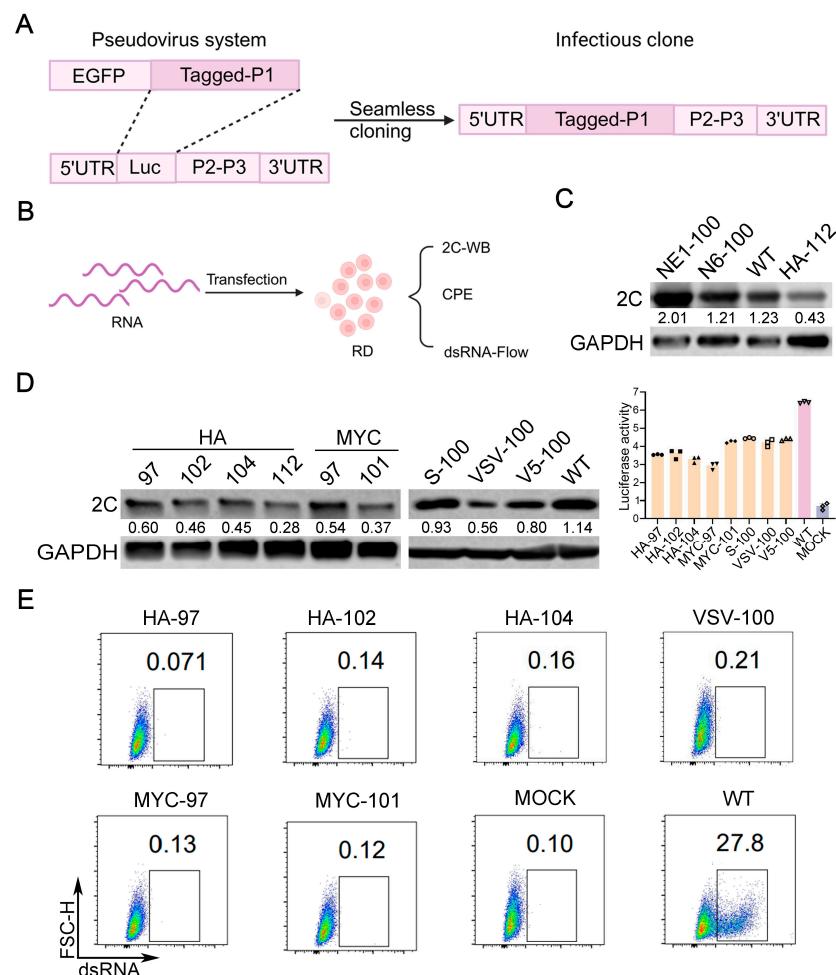 A
Pseudovirus system
Infectious clone
EGFP
Tagged-P1
5'UTR
Luc
P2-P3
3'UTR
Seamless
cloning
5'UTR
Tagged-P1
P2-P3
3'UTR
B
RNA
Transfection
RD
2C-WB
CPE
dsRNA-Flow
C
NE1-100
N6-100
WT
HA-112
2C
2.01 1.21 1.23 0.43
GAPDH
D
HA
MYC
97
102
104
112
97
101
S-100
VSV-100
V5-100
WT
2C
0.60 0.46 0.45 0.28 0.54 0.37 0.93 0.56 0.80 1.14
GAPDH
Luciferase activity
7
6
5
4
3
2
1
0
HA-97
HA-102
HA-104
MYC-97
MYC-101
S-100
VSV-100
V5-100
WT
MOCK
E
HA-97
HA-102
HA-104
VSV-100
0.071
0.14
0.16
0.21
MYC-97
MYC-101
MOCK
WT
0.13
0.12
0.10
27.8
FSC-H
dsRNA